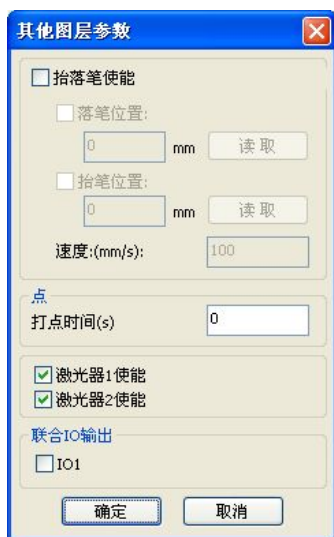 其他图层参数
抬落笔使能
落笔位置:
0 mm 读取
抬笔位置:
0 mm 读取
速度:(mm/s): 100
点
打点时间(s) 0
激光器1使能
激光器2使能
联合IO输出
IO1
确定 取消